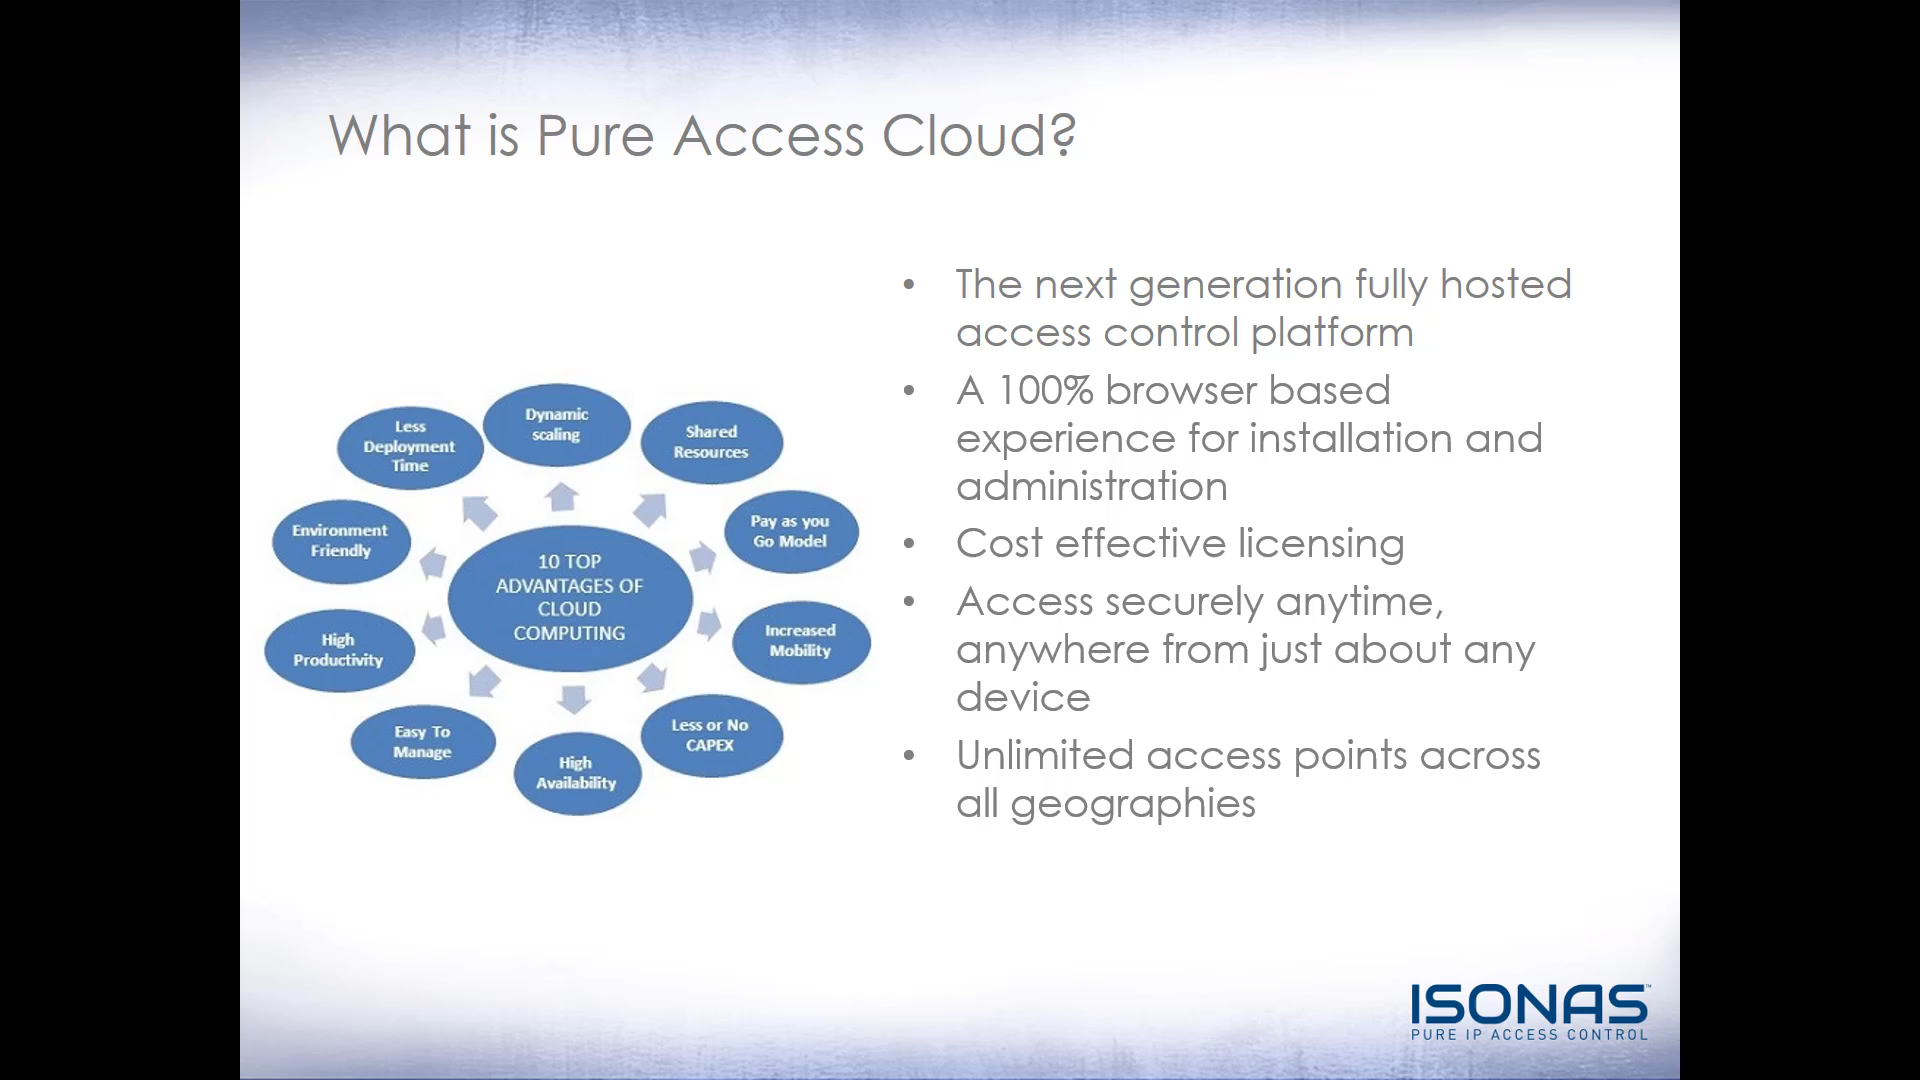 What is Pure Access Cloud?
Less
Deployment
Time
Dynamic
scaling
Shared
Resources
Pay as you
Go Model
Increased
Mobility
Less or No
CAPEX
High
Availability
Easy To
Manage
High
Productivity
Environment
Friendly
10 TOP
ADVANTAGES OF
CLOUD
COMPUTING
• The next generation fully hosted
access control platform
• A 100% browser based
experience for installation and
administration
• Cost effective licensing
• Access securely anytime,
anywhere from just about any
device
• Unlimited access points across
all geographies
ISONAS™
PURE IP ACCESS CONTROL